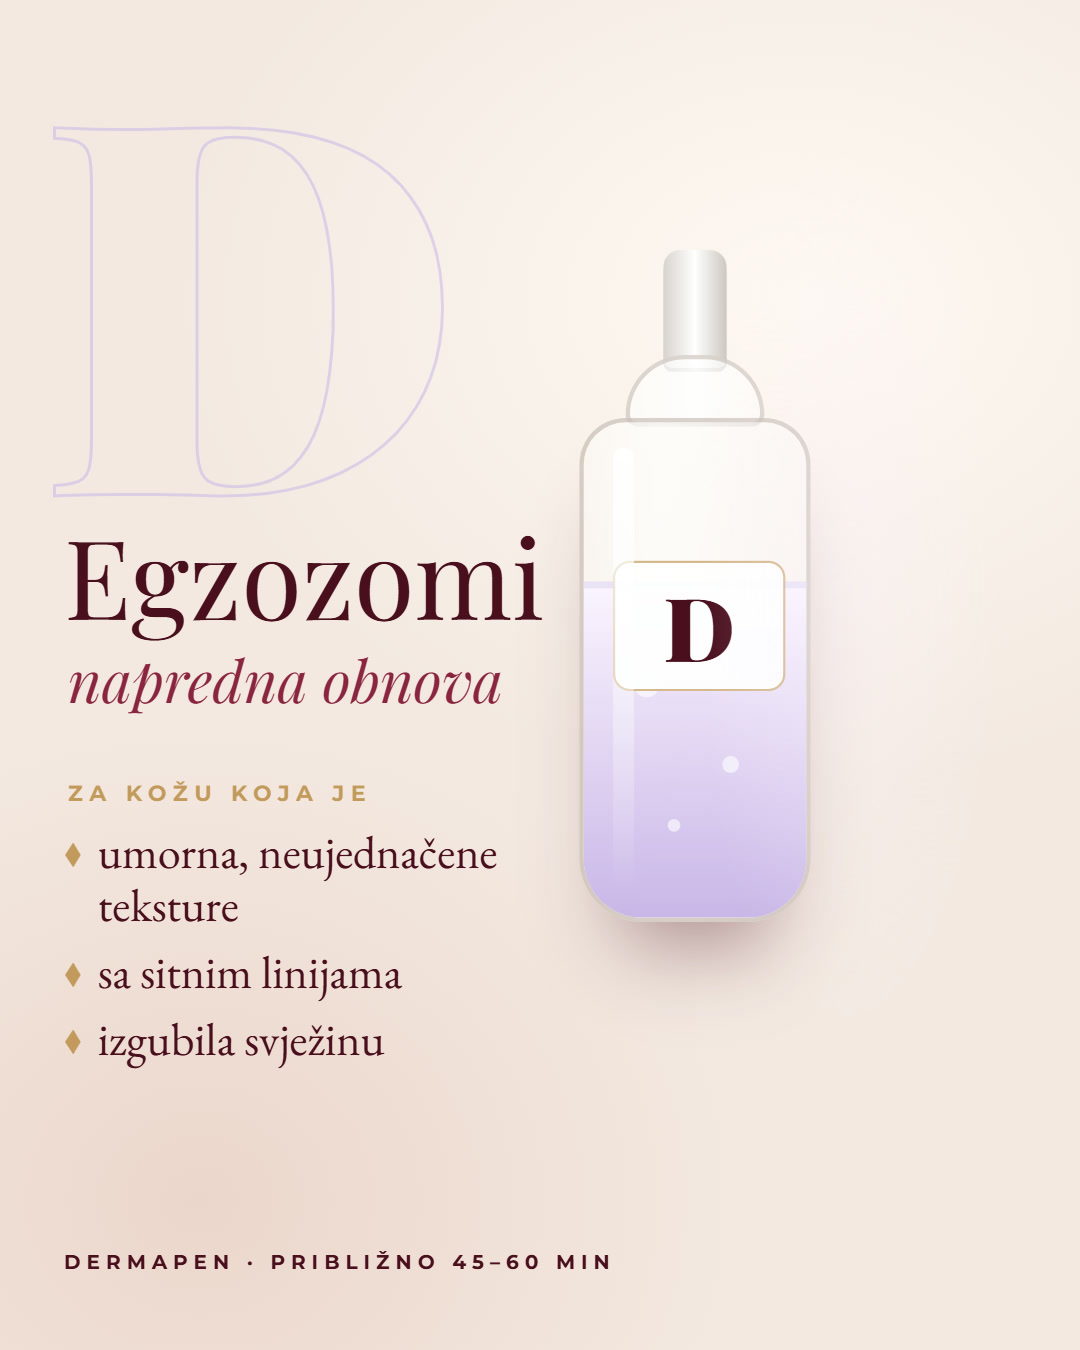 D
Egzozomi
napredna obnova
D
ZA KOŽU KOJA JE
umorna, neujednačene
teksture
sa sitnim linijama
izgubila svježinu
DERMAPEN · PRIBLIŽNO 45–60 MIN